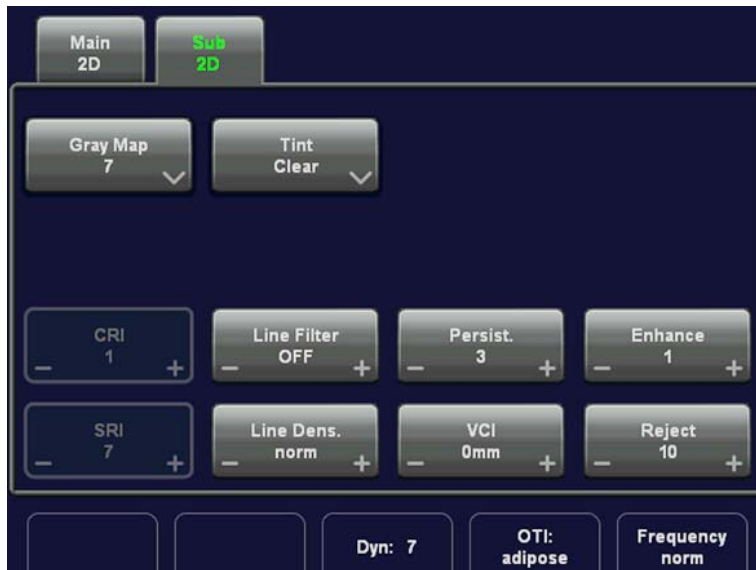 Main
2D
Sub
2D
Gray Map
7
Tint
Clear
CRI
1
- +
Line Filter
OFF
- +
Persist.
3
- +
Enhance
1
- +
SRI
7
- +
Line Dens.
norm
- +
VCI
0mm
- +
Reject
10
- +
Dyn: 7
OTI:
adipose
Frequency
norm